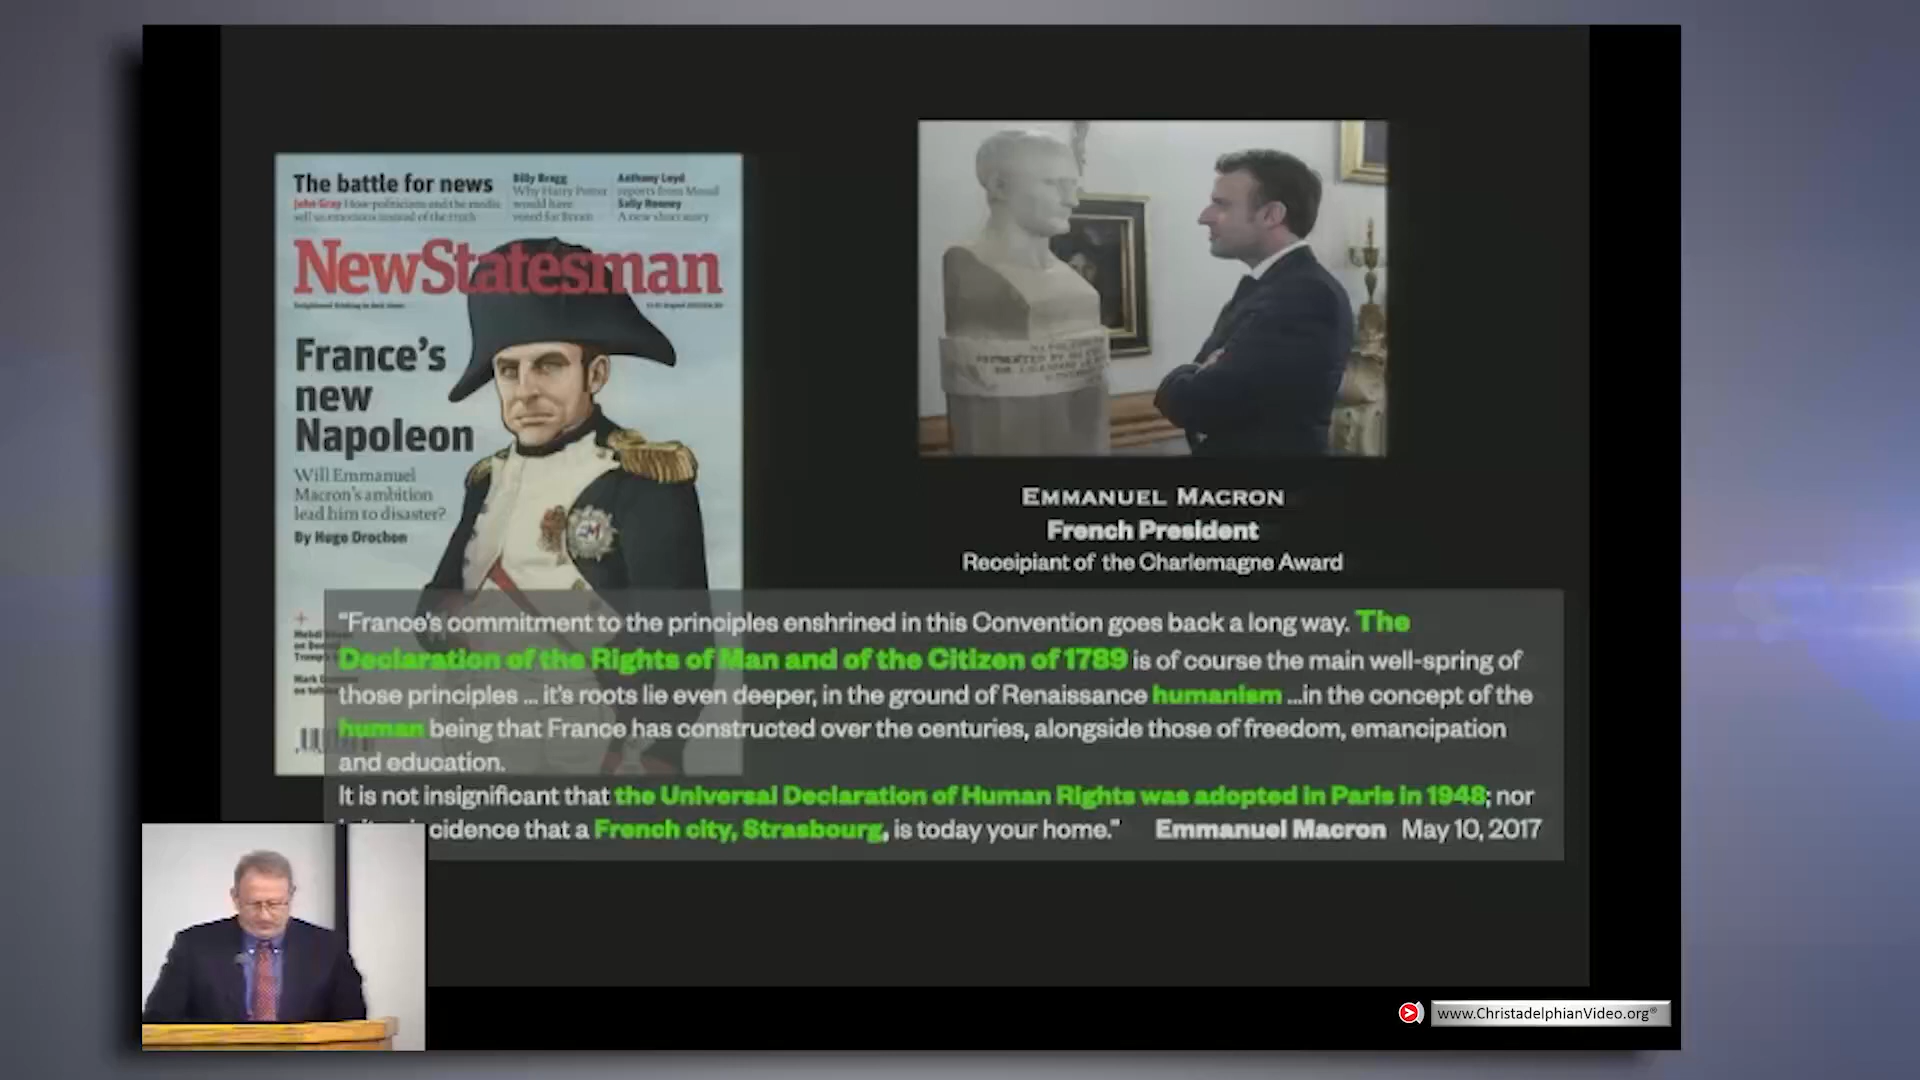 The battle for news
John Gray How politicians and the media
sell us emotions instead of the truth
Billy Bragg
Why Harry Potter
would have
voted for Brexit
Anthony Loyd
reports from Mosul
Sally Rooney
A new short story
NewStatesman
France's
new
Napoleon
Will Emmanuel
Macron's ambition
lead him to disaster?
By Hugo Drochon
EMMANUEL MACRON
French President
Receipiant of the Charlemagne Award
"France's commitment to the principles enshrined in this Convention goes back a long way. The
Declaration of the Rights of Man and of the Citizen of 1789 is of course the main well-spring of
those principles ... it's roots lie even deeper, in the ground of Renaissance humanism ...in the concept of the
human being that France has constructed over the centuries, alongside those of freedom, emancipation
and education.
It is not insignificant that the Universal Declaration of Human Rights was adopted in Paris in 1948; nor
cidence that a French city, Strasbourg, is today your home." Emmanuel Macron May 10, 2017
www.ChristadelphianVideo.org®